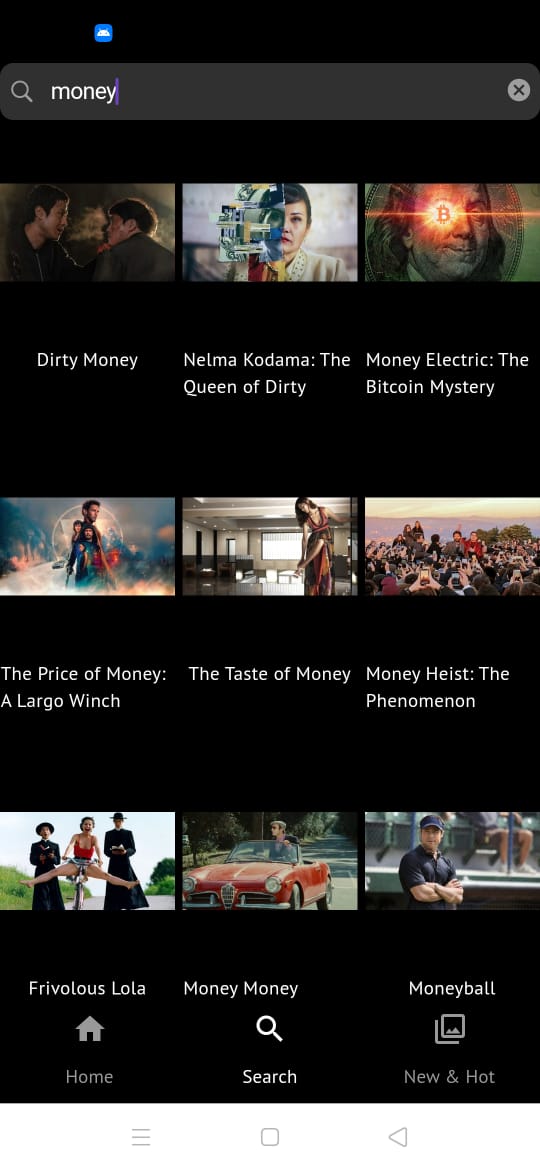 money
Dirty Money
Nelma Kodama: The
Queen of Dirty
Money Electric: The
Bitcoin Mystery
The Price of Money:
A Largo Winch
The Taste of Money
Money Heist: The
Phenomenon
Frivolous Lola
Money Money
Moneyball
Home
Search
New & Hot